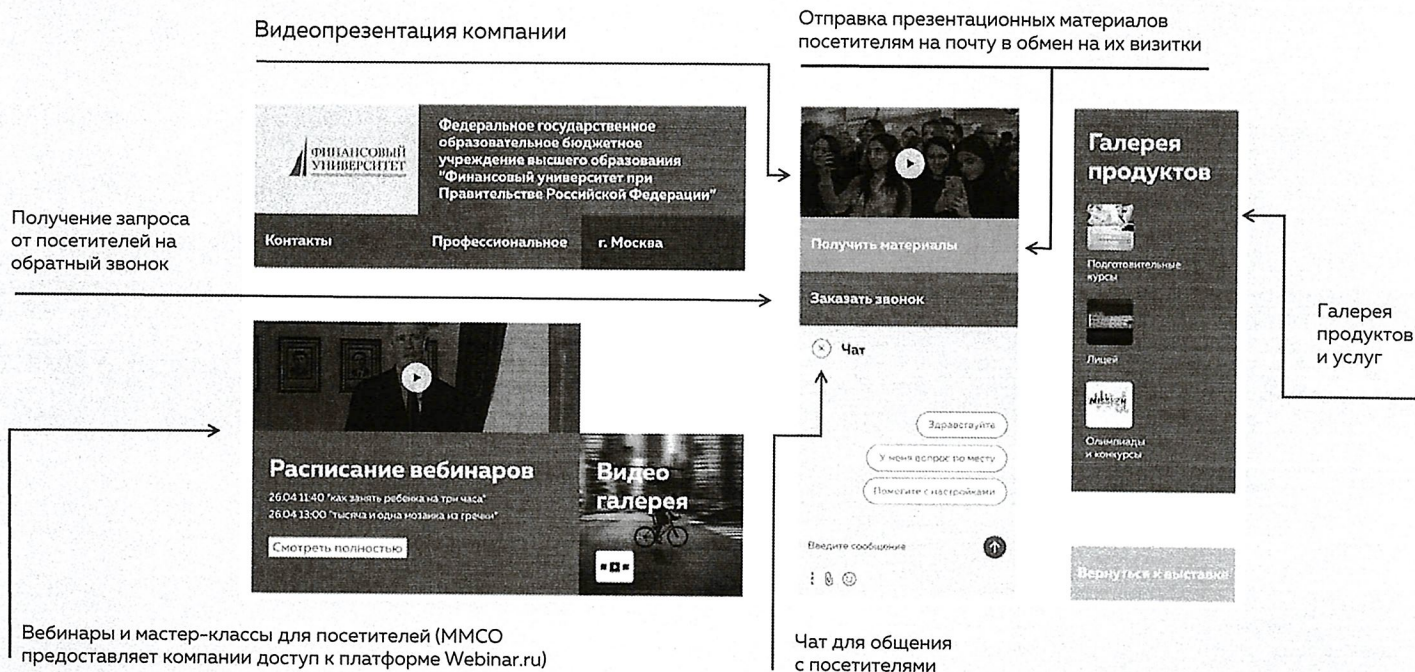 Видеопрезентация компании
Отправка презентационных материалов
посетителям на почту в обмен на их визитки
ФИНАНСОВЫЙ
УНИВЕРСИТЕТ
Федеральное государственное
образовательное бюджетное
учреждение высшего образования
"Финансовый университет при
Правительстве Российской Федерации"
Контакты
Профессиональное
г. Москва
Получение запроса
от посетителей на
обратный звонок
Получить материалы
Заказать звонок
Чат
Здравствуйте
У меня вопрос по месту
Помогите с настройками
Введите сообщение
Галерея
продуктов
Подготовительные
курсы
Лицей
Олимпиады
и конкурсы
Вернуться к выставке
Галерея
продуктов
и услуг
Расписание вебинаров
26.04 11:40 "как занять ребенка на три часа"
26.04 13:00 "тысяча и одна мозаика из гречки"
Смотреть полностью
Видео
галерея
Вебинары и мастер-классы для посетителей (ММСО
предоставляет компании доступ к платформе Webinar.ru)
Чат для общения
с посетителями